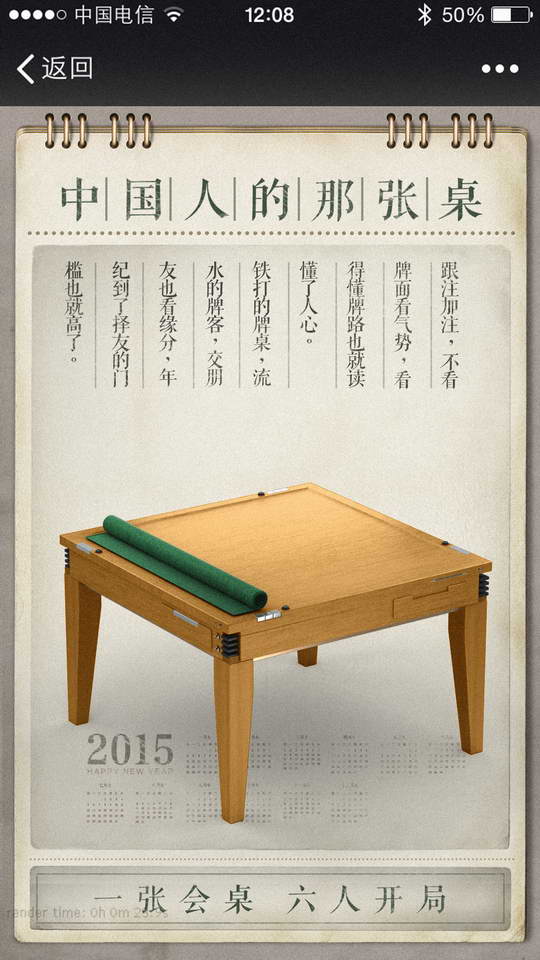 中国电信
12:08
50%
返回
中国人的那张桌
跟注加注，不看
牌面看气势，看
得懂牌路也就读
懂了人心。
铁打的牌桌，流
水的牌客，交朋
友也看缘分，年
纪到了择友的门
槛也就高了。
2015
HAPPY NEW YEAR
一张会桌 六人开局
render time: 0h 0m